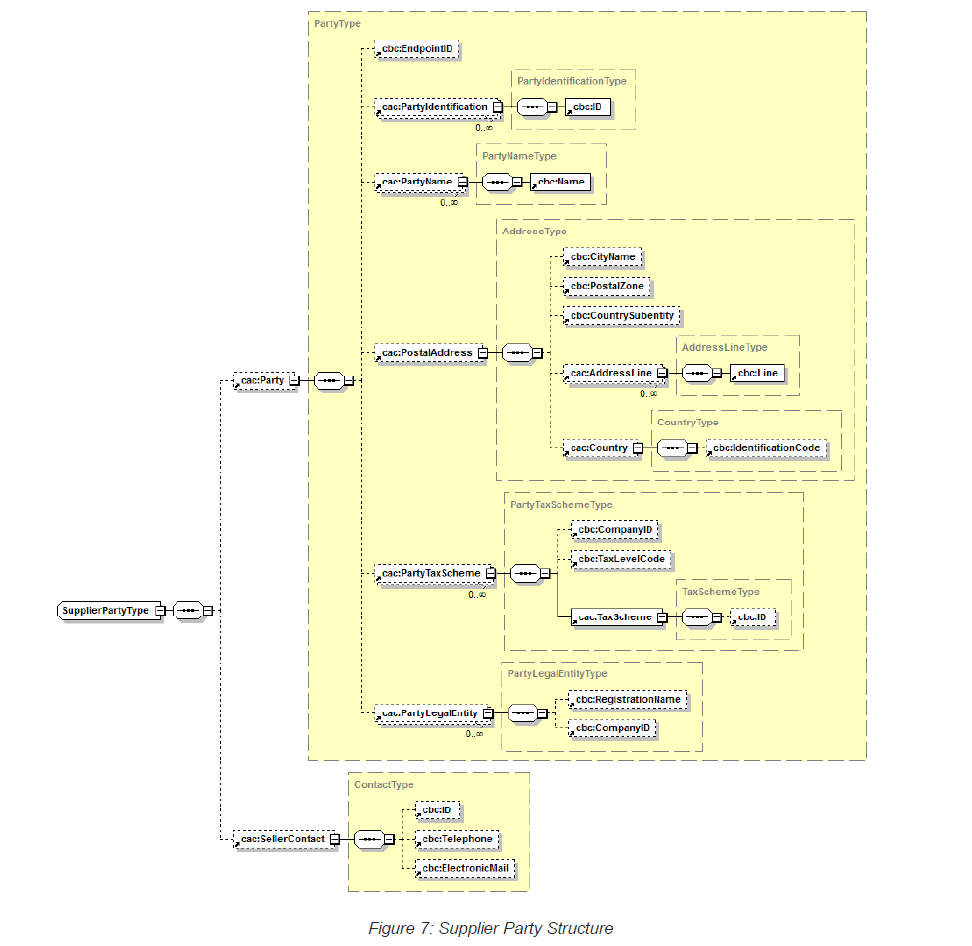 PartyType
cbc:EndpointID
PartyIdentificationType
cac:PartyIdentification
cbc:ID
0..∞
PartyNameType
cac:PartyName
cbc:Name
0..∞
AddressType
cbc:CityName
cbc:PostalZone
cbc:CountrySubentity
cac:PostalAddress
AddressLineType
cac:AddressLine
cbc:Line
0..∞
cac:Party
CountryType
cac:Country
cbc:IdentificationCode
PartyTaxSchemeType
cbc:CompanyID
cbc:TaxLevelCode
cac:PartyTaxScheme
0..∞
TaxSchemeType
cac:TaxScheme
cbc:ID
SupplierPartyType
PartyLegalEntityType
cbc:RegistrationName
cac:PartyLegalEntity
cbc:CompanyID
0..∞
ContactType
cbc:ID
cac:SellerContact
cbc:Telephone
cbc:ElectronicMail
Figure 7: Supplier Party Structure